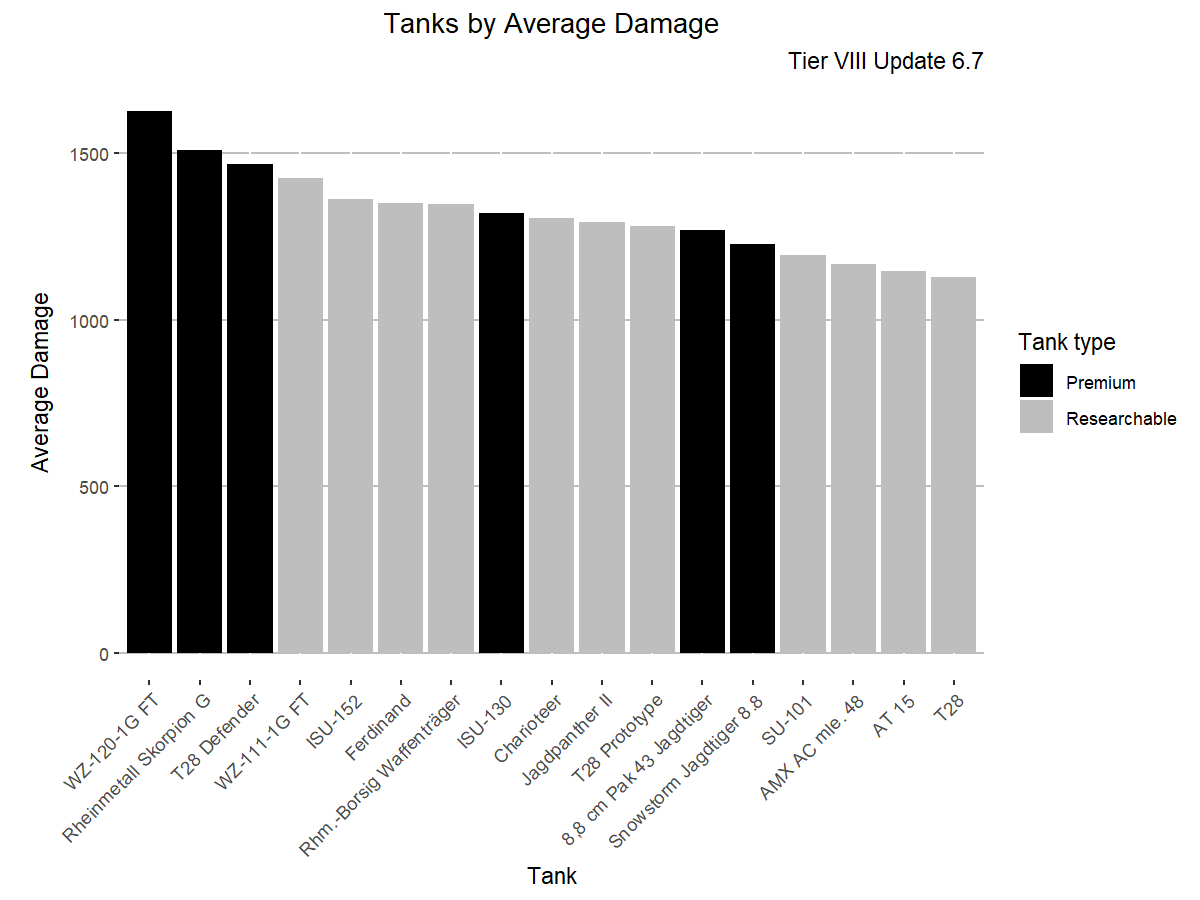 Tanks by Average Damage
Tier VIII Update 6.7
Average Damage
1500
1000
500
0
WZ-120-1G FT
Rheinmetall Skorpion G
T28 Defender
WZ-111-1G FT
ISU-152
Ferdinand
Rhm.-Borsig Waffenträger
ISU-130
Charioteer
Jagdpanther II
T28 Prototype
8,8 cm Pak 43 Jagdtiger
Snowstorm Jagdtiger 8.8
SU-101
AMX AC mle. 48
AT 15
T28
Tank
Tank type
Premium
Researchable